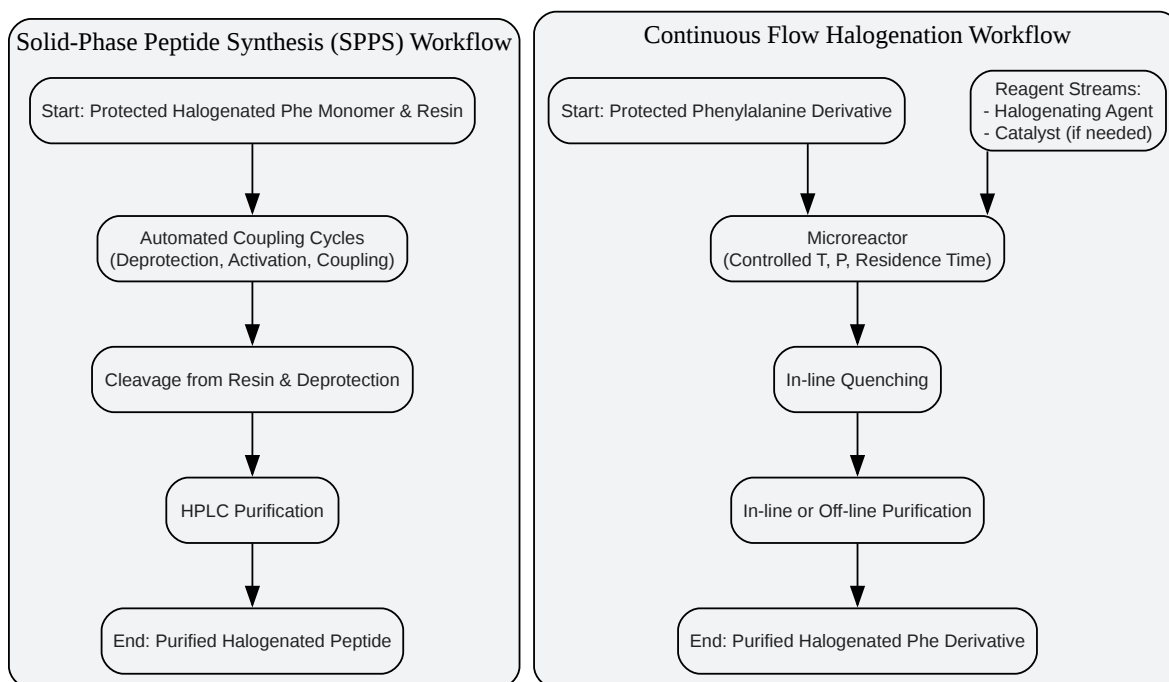 Solid-Phase Peptide Synthesis (SPPS) Workflow
Start: Protected Halogenated Phe Monomer & Resin
Automated Coupling Cycles
(Deprotection, Activation, Coupling)
Cleavage from Resin & Deprotection
HPLC Purification
End: Purified Halogenated Peptide
Continuous Flow Halogenation Workflow
Start: Protected Phenylalanine Derivative
Reagent Streams:
- Halogenating Agent
- Catalyst (if needed)
Microreactor
(Controlled T, P, Residence Time)
In-line Quenching
In-line or Off-line Purification
End: Purified Halogenated Phe Derivative